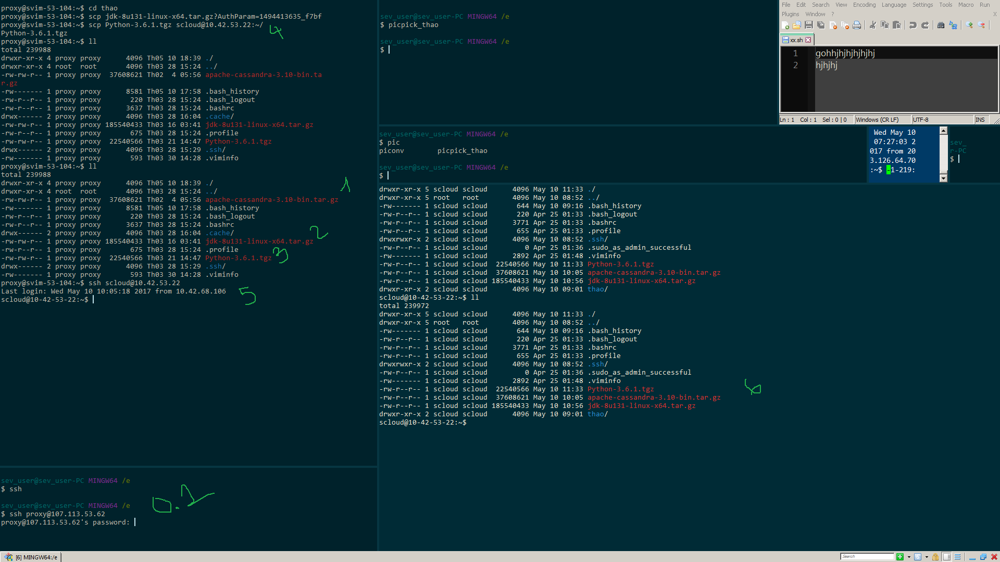 proxy@svim-53-104:~$ cd thao
proxy@svim-53-104:~$ scp jdk-8u131-linux-x64.tar.gz?AuthParam=1494413635_f7bf
proxy@svim-53-104:~$ scp Python-3.6.1.tgz scloud@10.42.53.22:~/
4
Python-3.6.1.tgz
proxy@svim-53-104:~$ ll
total 239988
drwxr-xr-x 4 proxy proxy      4096 Th05 10 18:39 ./
drwxr-xr-x 4 root  root       4096 Th03 28 15:24 ../
-rw-rw-r-- 1 proxy proxy  37608621 Th02  4 05:56 apache-cassandra-3.10-bin.ta
r.gz
-rw------- 1 proxy proxy      8581 Th05 10 17:58 .bash_history
-rw-r--r-- 1 proxy proxy       220 Th03 28 15:24 .bash_logout
-rw-r--r-- 1 proxy proxy      3637 Th03 28 15:24 .bashrc
drwx------ 2 proxy proxy      4096 Th03 28 16:04 .cache/
-rw-rw-r-- 1 proxy proxy 185540433 Th03 16 03:41 jdk-8u131-linux-x64.tar.gz
-rw-r--r-- 1 proxy proxy       675 Th03 28 15:24 .profile
-rw-rw-r-- 1 proxy proxy  22540566 Th03 21 14:47 Python-3.6.1.tgz
drwx------ 2 proxy proxy      4096 Th03 28 15:29 .ssh/
-rw------- 1 proxy proxy       593 Th03 30 14:28 .viminfo
proxy@svim-53-104:~$ ll
total 239988
drwxr-xr-x 4 proxy proxy      4096 Th05 10 18:39 ./
1
drwxr-xr-x 4 root  root       4096 Th03 28 15:24 ../
-rw-rw-r-- 1 proxy proxy  37608621 Th02  4 05:56 apache-cassandra-3.10-bin.tar.gz
-rw------- 1 proxy proxy      8581 Th05 10 17:58 .bash_history
-rw-r--r-- 1 proxy proxy       220 Th03 28 15:24 .bash_logout
-rw-r--r-- 1 proxy proxy      3637 Th03 28 15:24 .bashrc
drwx------ 2 proxy proxy      4096 Th03 28 16:04 .cache/
2
-rw-rw-r-- 1 proxy proxy 185540433 Th03 16 03:41 jdk-8u131-linux-x64.tar.gz
-rw-r--r-- 1 proxy proxy       675 Th03 28 15:24 .profile
-rw-rw-r-- 1 proxy proxy  22540566 Th03 21 14:47 Python-3.6.1.tgz
3
drwx------ 2 proxy proxy      4096 Th03 28 15:29 .ssh/
-rw------- 1 proxy proxy       593 Th03 30 14:28 .viminfo
proxy@svim-53-104:~$ ssh scloud@10.42.53.22
Last login: Wed May 10 10:05:18 2017 from 10.42.68.106
5
scloud@10-42-53-22:~$
sev_user@sev_user-PC MINGW64 /e
$ ssh
sev_user@sev_user-PC MINGW64 /e
0.1
$ ssh proxy@107.113.53.62
proxy@107.113.53.62's password:
sev_user@sev_user-PC MINGW64 /e
$ picpick_thao
sev_user@sev_user-PC MINGW64 /e
$
sev_user@sev_user-PC MINGW64 /e
$ pic
piconv        picpick_thao
sev_user@sev_user-PC MINGW64 /e
$
drwxr-xr-x 5 scloud scloud      4096 May 10 11:33 ./
drwxr-xr-x 5 root   root        4096 May 10 08:52 ../
-rw------- 1 scloud scloud       644 May 10 09:16 .bash_history
-rw-r--r-- 1 scloud scloud       220 Apr 25 01:33 .bash_logout
-rw-r--r-- 1 scloud scloud      3771 Apr 25 01:33 .bashrc
-rw-r--r-- 1 scloud scloud       655 Apr 25 01:33 .profile
drwxrwxr-x 2 scloud scloud      4096 May 10 08:52 .ssh/
-rw-r--r-- 1 scloud scloud         0 Apr 25 01:36 .sudo_as_admin_successful
-rw------- 1 scloud scloud      2892 Apr 25 01:48 .viminfo
-rw-r--r-- 1 scloud scloud  22540566 May 10 11:33 Python-3.6.1.tgz
-rw-r--r-- 1 scloud scloud  37608621 May 10 10:05 apache-cassandra-3.10-bin.tar.gz
-rw-r--r-- 1 scloud scloud 185540433 May 10 10:56 jdk-8u131-linux-x64.tar.gz
drwxr-xr-x 2 scloud scloud      4096 May 10 09:01 thao/
scloud@10-42-53-22:~$ ll
total 239972
drwxr-xr-x 5 scloud scloud      4096 May 10 11:33 ./
drwxr-xr-x 5 root   root        4096 May 10 08:52 ../
-rw------- 1 scloud scloud       644 May 10 09:16 .bash_history
-rw-r--r-- 1 scloud scloud       220 Apr 25 01:33 .bash_logout
-rw-r--r-- 1 scloud scloud      3771 Apr 25 01:33 .bashrc
-rw-r--r-- 1 scloud scloud       655 Apr 25 01:33 .profile
drwxrwxr-x 2 scloud scloud      4096 May 10 08:52 .ssh/
-rw-r--r-- 1 scloud scloud         0 Apr 25 01:36 .sudo_as_admin_successful
-rw------- 1 scloud scloud      2892 Apr 25 01:48 .viminfo
-rw-r--r-- 1 scloud scloud  22540566 May 10 11:33 Python-3.6.1.tgz
6
-rw-r--r-- 1 scloud scloud  37608621 May 10 10:05 apache-cassandra-3.10-bin.tar.gz
-rw-r--r-- 1 scloud scloud 185540433 May 10 10:56 jdk-8u131-linux-x64.tar.gz
drwxr-xr-x 2 scloud scloud      4096 May 10 09:01 thao/
scloud@10-42-53-22:~$
File Edit Search View Encoding Language Settings Tools Macro Run
Plugins Window ? X
xx.sh
1 gohhjhjhjhjhjhj
2 hjhjhj
Ln : 1 Col : 1 Sel : 0 | 0 Windows (CR LF) UTF-8 INS
Wed May 10
07:27:03 2
017 from 20
3.126.64.70
:~$ -1-219:
sev_
r-PC
$
[6] MINGW64:/e
Search